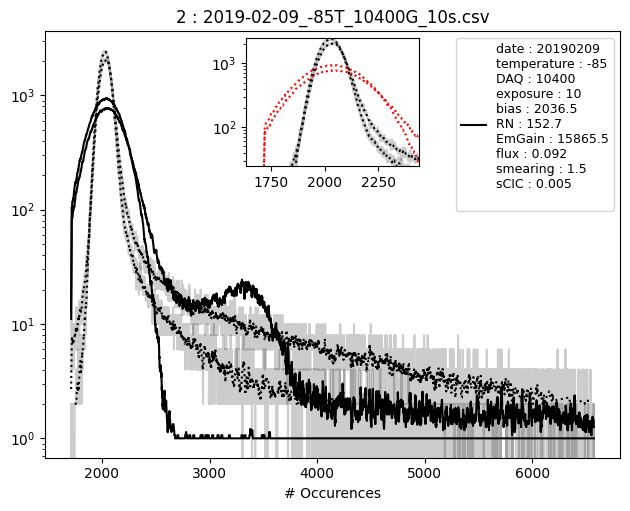 2 : 2019-02-09_-85T_10400G_10s.csv
10³
10²
10¹
10⁰
10³
10²
1750 2000 2250
date : 20190209
temperature : -85
DAQ : 10400
exposure : 10
bias : 2036.5
RN : 152.7
EmGain : 15865.5
flux : 0.092
smearing : 1.5
sCIC : 0.005
2000 3000 4000 5000 6000
# Occurences